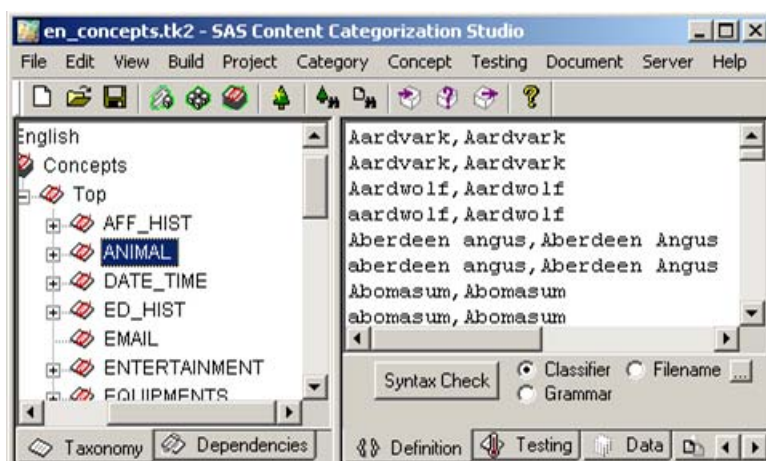 en_concepts.tk2 - SAS Content Categorization Studio
File Edit View Build Project Category Concept Testing Document Server Help
English
Concepts
Top
AFF_HIST
ANIMAL
DATE_TIME
ED_HIST
EMAIL
ENTERTAINMENT
EQUIPMENTS
Taxonomy Dependencies
Aardvark,Aardvark
Aardvark,Aardvark
Aardwolf,Aardwolf
aardwolf,Aardwolf
Aberdeen angus,Aberdeen Angus
aberdeen angus,Aberdeen Angus
Abomasum,Abomasum
abomasum,Abomasum
Syntax Check
Classifier Filename ...
Grammar
Definition Testing Data